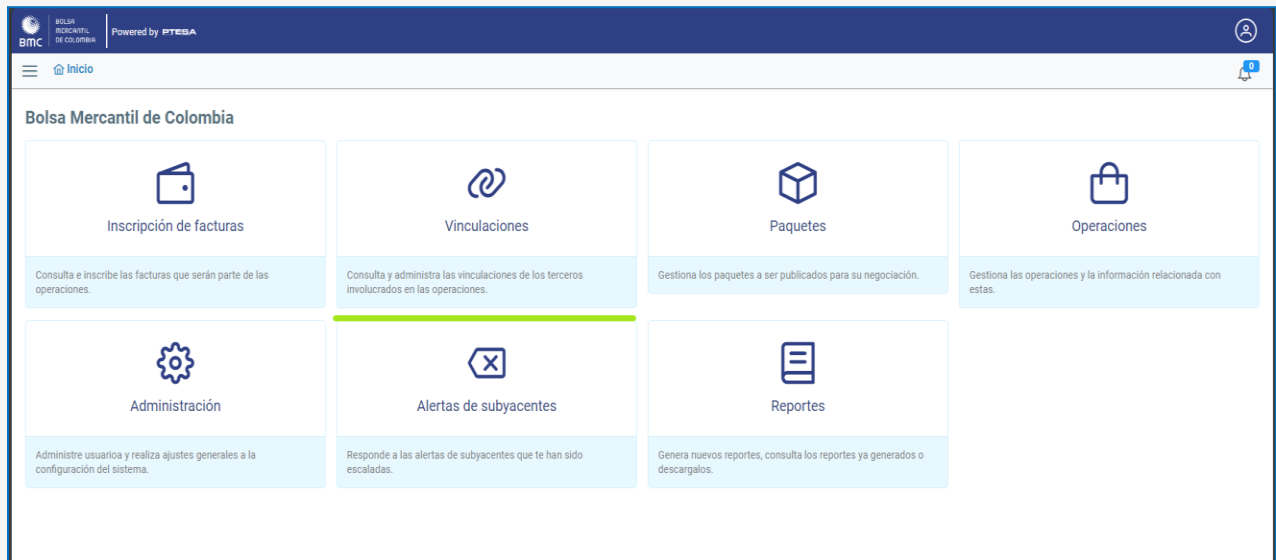 BMC
BOLSA
MERCANTIL
DE COLOMBIA
Powered by PTESA
Inicio
0
Bolsa Mercantil de Colombia
Inscripción de facturas
Consulta e inscribe las facturas que serán parte de las
operaciones.
Vinculaciones
Consulta y administra las vinculaciones de los terceros
involucrados en las operaciones.
Paquetes
Gestiona los paquetes a ser publicados para su negociación.
Operaciones
Gestiona las operaciones y la información relacionada con
estas.
Administración
Administre usuarioa y realiza ajustes generales a la
configuración del sistema.
Alertas de subyacentes
Responde a las alertas de subyacentes que te han sido
escaladas.
Reportes
Genera nuevos reportes, consulta los reportes ya generados o
descargalos.